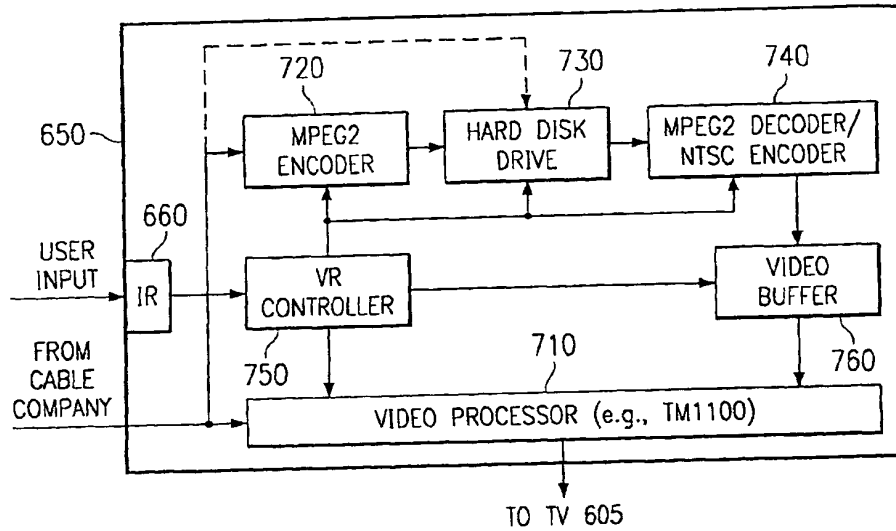 720
730
740
650
MPEG2
ENCODER
HARD DISK
DRIVE
MPEG2 DECODER/
NTSC ENCODER
660
USER
INPUT
IR
VR
CONTROLLER
VIDEO
BUFFER
FROM
CABLE
COMPANY
750
710
760
VIDEO PROCESSOR (e.g., TM1100)
TO TV 605